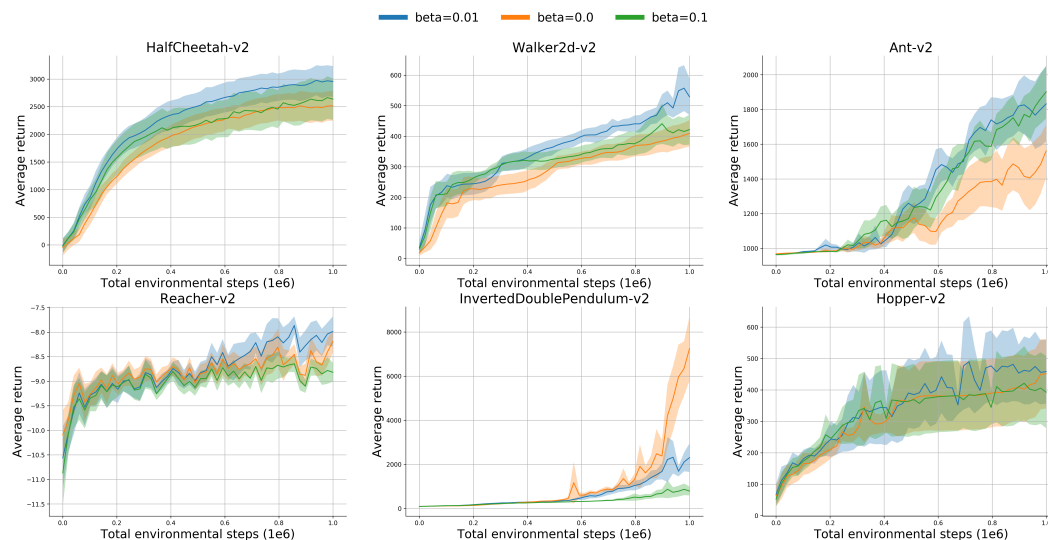 beta=0.01 beta=0.0 beta=0.1
HalfCheetah-v2
Average return
3000
2500
2000
1500
1000
500
0
0.0 0.2 0.4 0.6 0.8 1.0
Total environmental steps (1e6)
Walker2d-v2
Average return
600
500
400
300
200
100
0
0.0 0.2 0.4 0.6 0.8 1.0
Total environmental steps (1e6)
Ant-v2
Average return
2000
1800
1600
1400
1200
1000
0.0 0.2 0.4 0.6 0.8 1.0
Total environmental steps (1e6)
Reacher-v2
Average return
−7.5
−8.0
−8.5
−9.0
−9.5
−10.0
−10.5
−11.0
−11.5
0.0 0.2 0.4 0.6 0.8 1.0
Total environmental steps (1e6)
InvertedDoublePendulum-v2
Average return
8000
6000
4000
2000
0
0.0 0.2 0.4 0.6 0.8 1.0
Total environmental steps (1e6)
Hopper-v2
Average return
600
500
400
300
200
100
0
0.0 0.2 0.4 0.6 0.8 1.0
Total environmental steps (1e6)